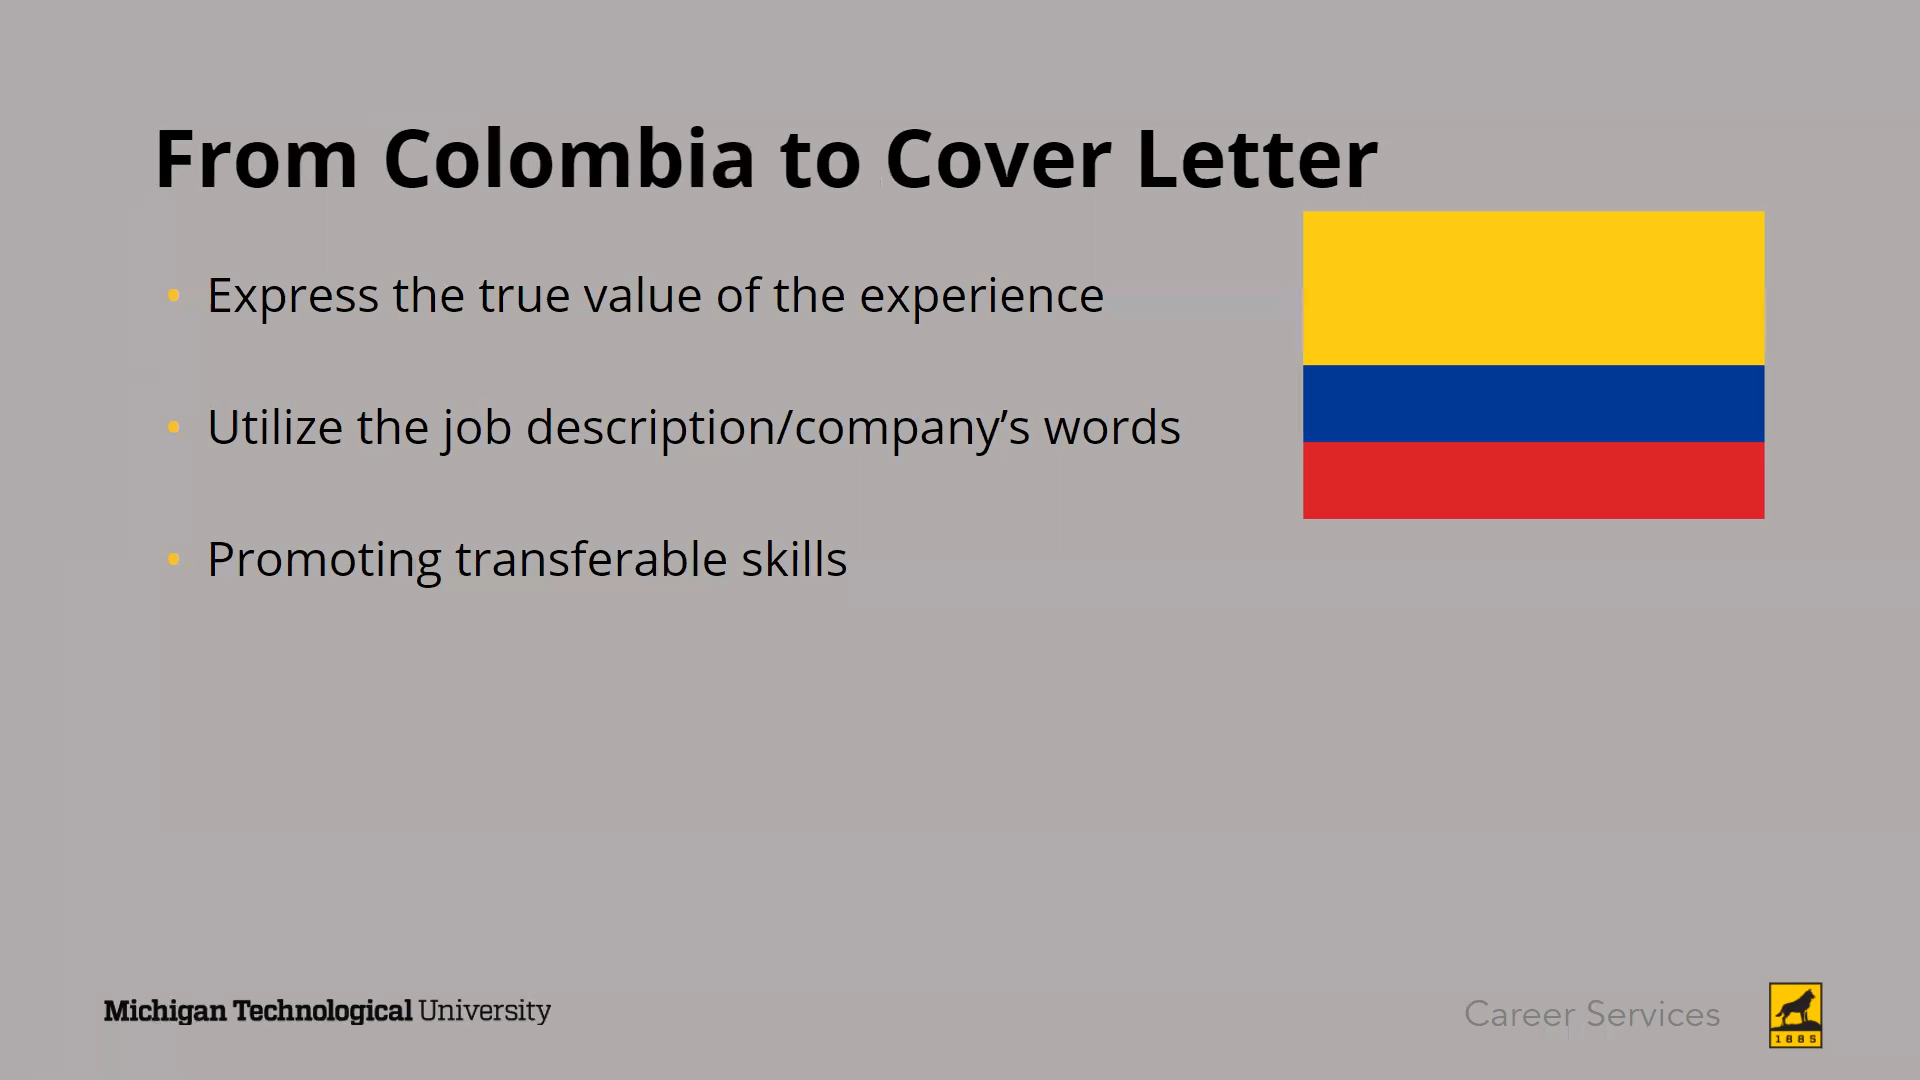 From Colombia to Cover Letter
• Express the true value of the experience
• Utilize the job description/company’s words
• Promoting transferable skills
Michigan Technological University
Career Services
1885